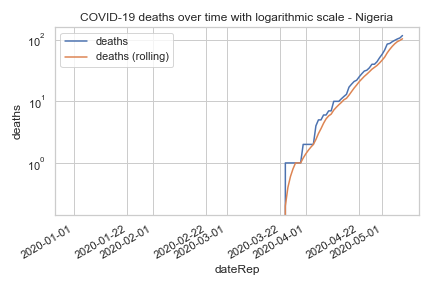 COVID-19 deaths over time with logarithmic scale - Nigeria
deaths
deaths (rolling)
10²
10¹
10⁰
deaths
2020-01-01
2020-01-22
2020-02-01
2020-02-22
2020-03-01
2020-03-22
2020-04-01
2020-04-22
2020-05-01
dateRep